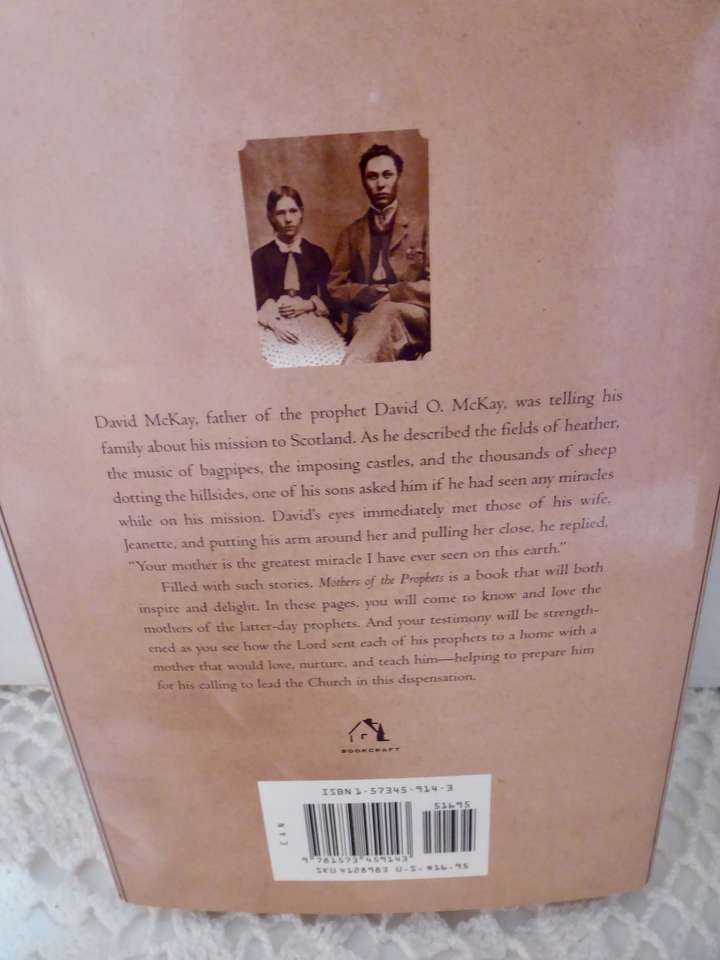 David McKay, father of the prophet David O. McKay, was telling his
family about his mission to Scotland. As he described the fields of heather,
the music of bagpipes, the imposing castles, and the thousands of sheep
dotting the hillsides, one of his sons asked him if he had seen any miracles
while on his mission. David's eyes immediately met those of his wife,
Jeanette, and putting his arm around her and pulling her close, he replied,
"Your mother is the greatest miracle I have ever seen on this earth."
Filled with such stories, Mothers of the Prophets is a book that will both
inspire and delight. In these pages, you will come to know and love the
mothers of the latter-day prophets. And your testimony will be strength-
ened as you see how the Lord sent each of his prophets to a home with a
mother that would love, nurture, and teach him—helping to prepare him
for his calling to lead the Church in this dispensation.
BOOKCRAFT
ISBN 1-57345-914-3
51695
EAN
9 781573 459143
SKU 4128983 U.S. $16.95